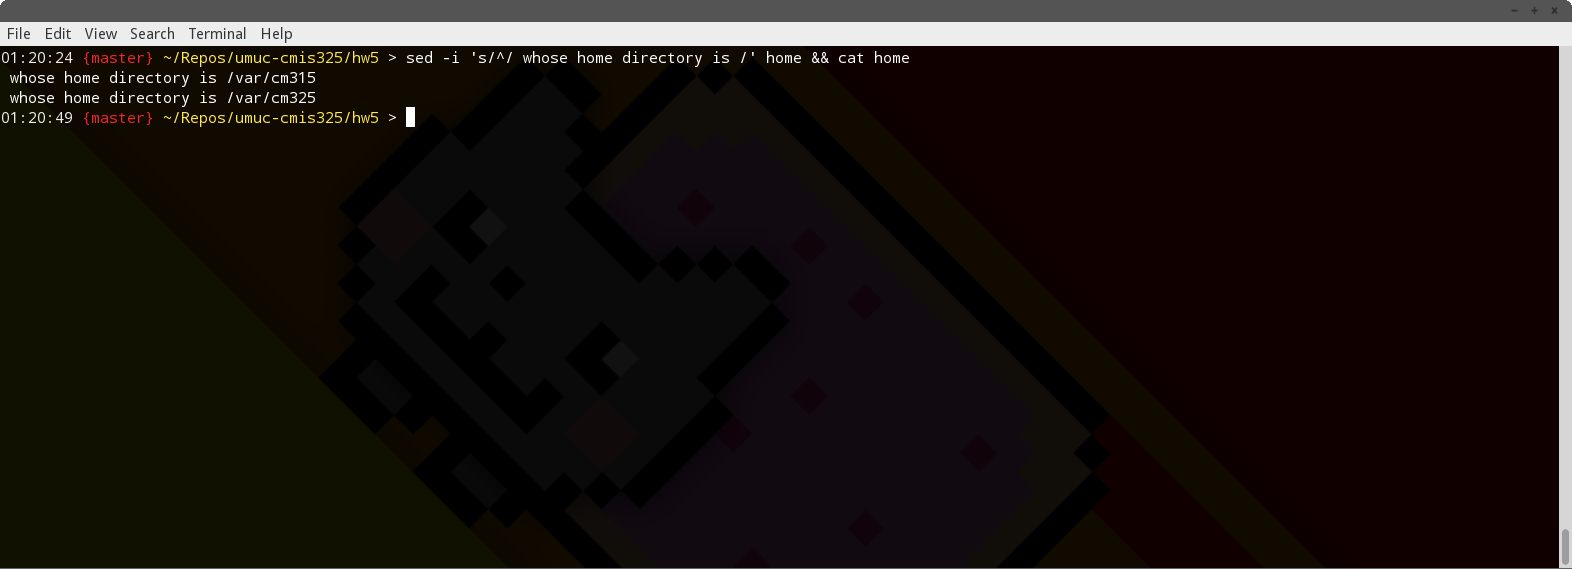 File Edit View Search Terminal Help
01:20:24 {master} ~/Repos/umuc-cmis325/hw5 > sed -i 's/^/ whose home directory is /' home && cat home
 whose home directory is /var/cm315
 whose home directory is /var/cm325
01:20:49 {master} ~/Repos/umuc-cmis325/hw5 >